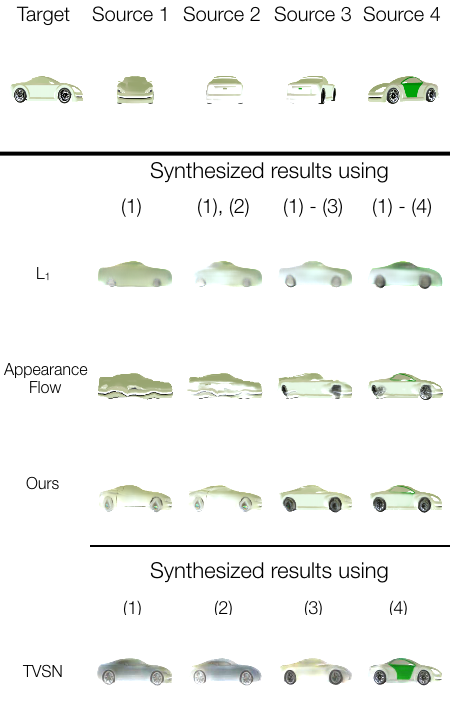 Target Source 1 Source 2 Source 3 Source 4
Synthesized results using
(1) (1), (2) (1) - (3) (1) - (4)
L₁
Appearance
Flow
Ours
Synthesized results using
(1) (2) (3) (4)
TVSN